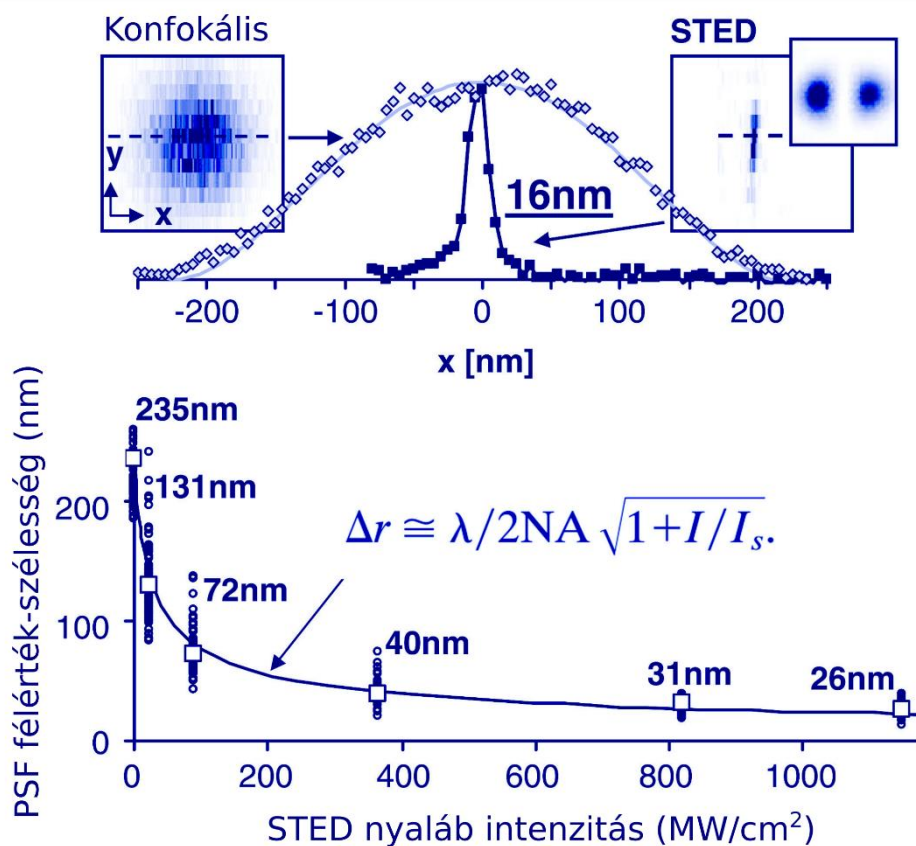 Konfokális
STED
y
x
16nm
-200 -100 0 100 200
x [nm]
PSF félérték-szélesség (nm)
235nm
131nm
72nm
40nm
31nm
26nm
Δr ≅ λ/2NA √1+I/Iₛ.
200
100
0
0 200 400 600 800 1000
STED nyaláb intenzitás (MW/cm²)